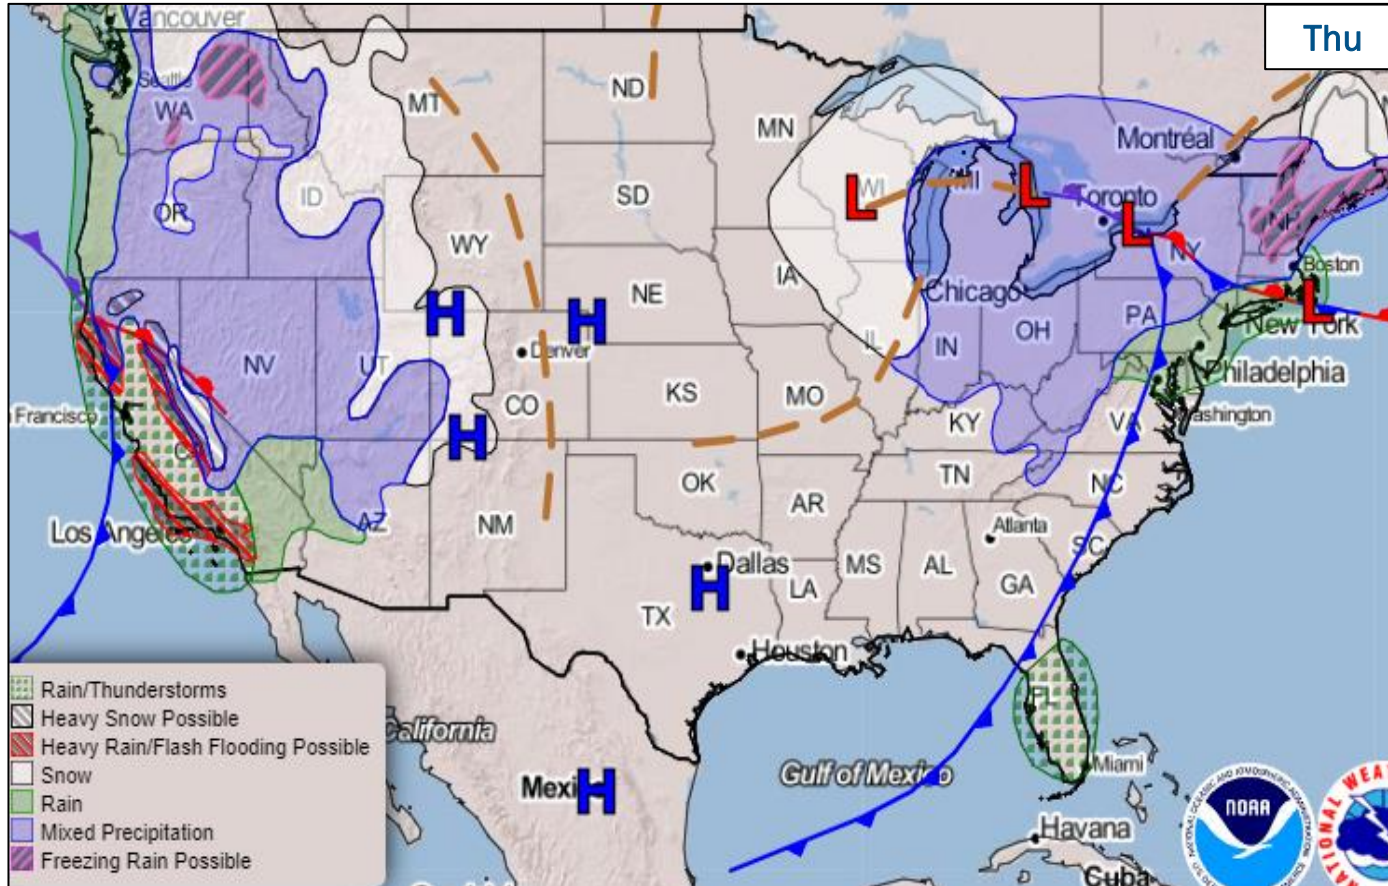 Thu
Vancouver
Seattle
WA
MT
ND
MN
Montréal
OR
ID
SD
WI
MI
L
L
Toronto
L
NH
WY
NY
Boston
IA
NE
Chicago
H
H
L
NV
UT
Denver
IL
IN
OH
PA
New York
Philadelphia
n Francisco
CO
KS
MO
KY
VA
Washington
H
CA
OK
TN
NC
Los Angeles
AZ
NM
AR
Atlanta
SC
Dallas
MS
AL
GA
H
LA
TX
Houston
FL
California
Miami
Mexi
H
Gulf of Mexico
Havana
Cuba
Rain/Thunderstorms
Heavy Snow Possible
Heavy Rain/Flash Flooding Possible
Snow
Rain
Mixed Precipitation
Freezing Rain Possible
NOAA
NATIONAL WEA